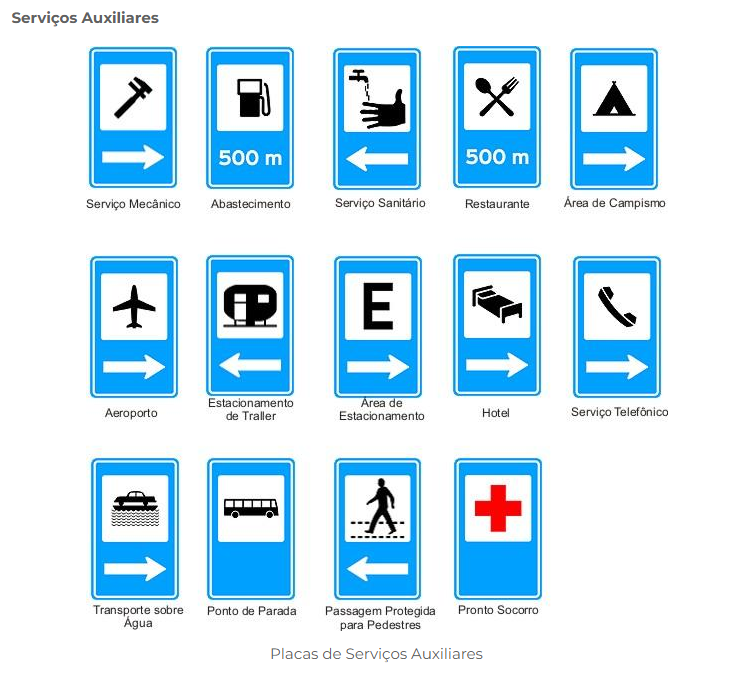 Serviços Auxiliares
500 m
500 m
Serviço Mecânico
Abastecimento
Serviço Sanitário
Restaurante
Área de Campismo
E
Aeroporto
Estacionamento
de Traller
Área de
Estacionamento
Hotel
Serviço Telefônico
Transporte sobre
Água
Ponto de Parada
Passagem Protegida
para Pedestres
Pronto Socorro
Placas de Serviços Auxiliares